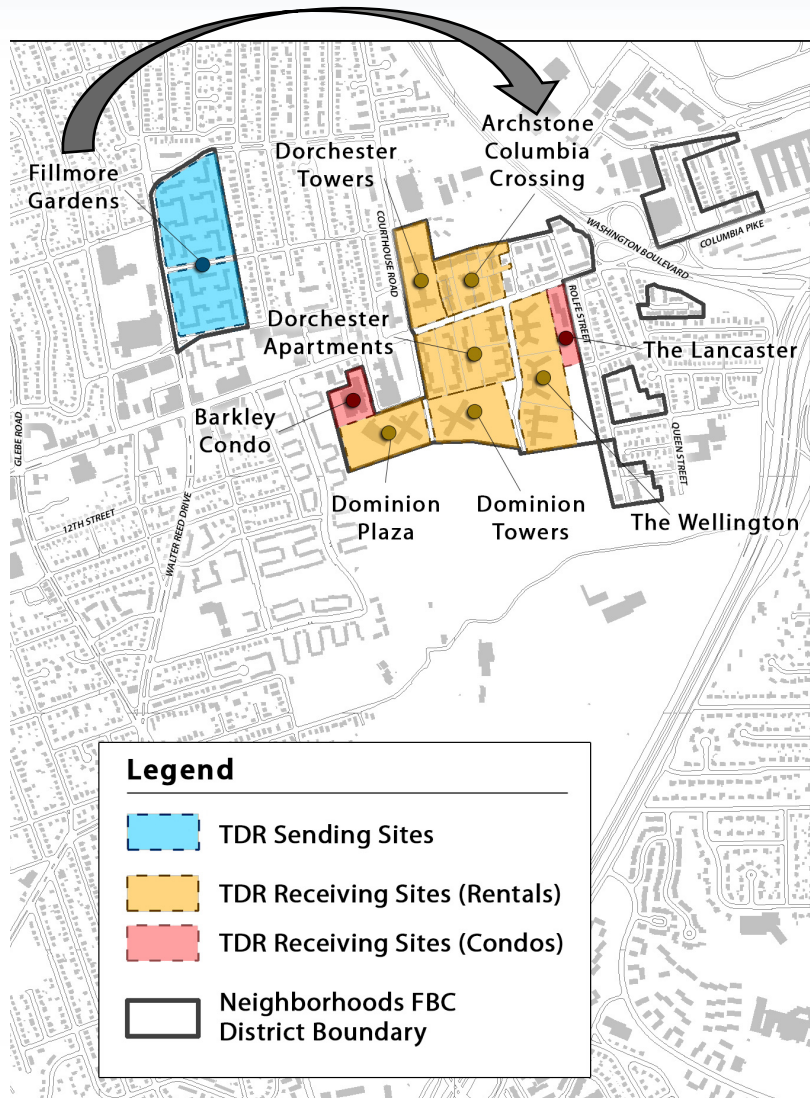 Archstone
Columbia
Crossing
Dorchester
Towers
Fillmore
Gardens
COURTHOUSE ROAD
WASHINGTON BOULEVARD
COLUMBIA PIKE
Dorchester
Apartments
ROLFE STREET
The Lancaster
Barkley
Condo
GLEBE ROAD
QUEEN STREET
Dominion
Plaza
Dominion
Towers
The Wellington
12TH STREET
WALTER REED DRIVE
Legend
TDR Sending Sites
TDR Receiving Sites (Rentals)
TDR Receiving Sites (Condos)
Neighborhoods FBC
District Boundary